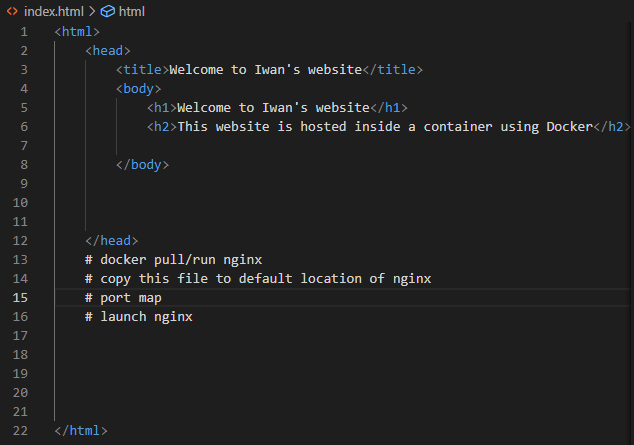 index.html > html
1 <html>
2 <head>
3 <title>Welcome to Iwan's website</title>
4 <body>
5 <h1>Welcome to Iwan's website</h1>
6 <h2>This website is hosted inside a container using Docker</h2>
7
8 </body>
9
10
11
12 </head>
13 # docker pull/run nginx
14 # copy this file to default location of nginx
15 # port map
16 # launch nginx
17
18
19
20
21
22 </html>